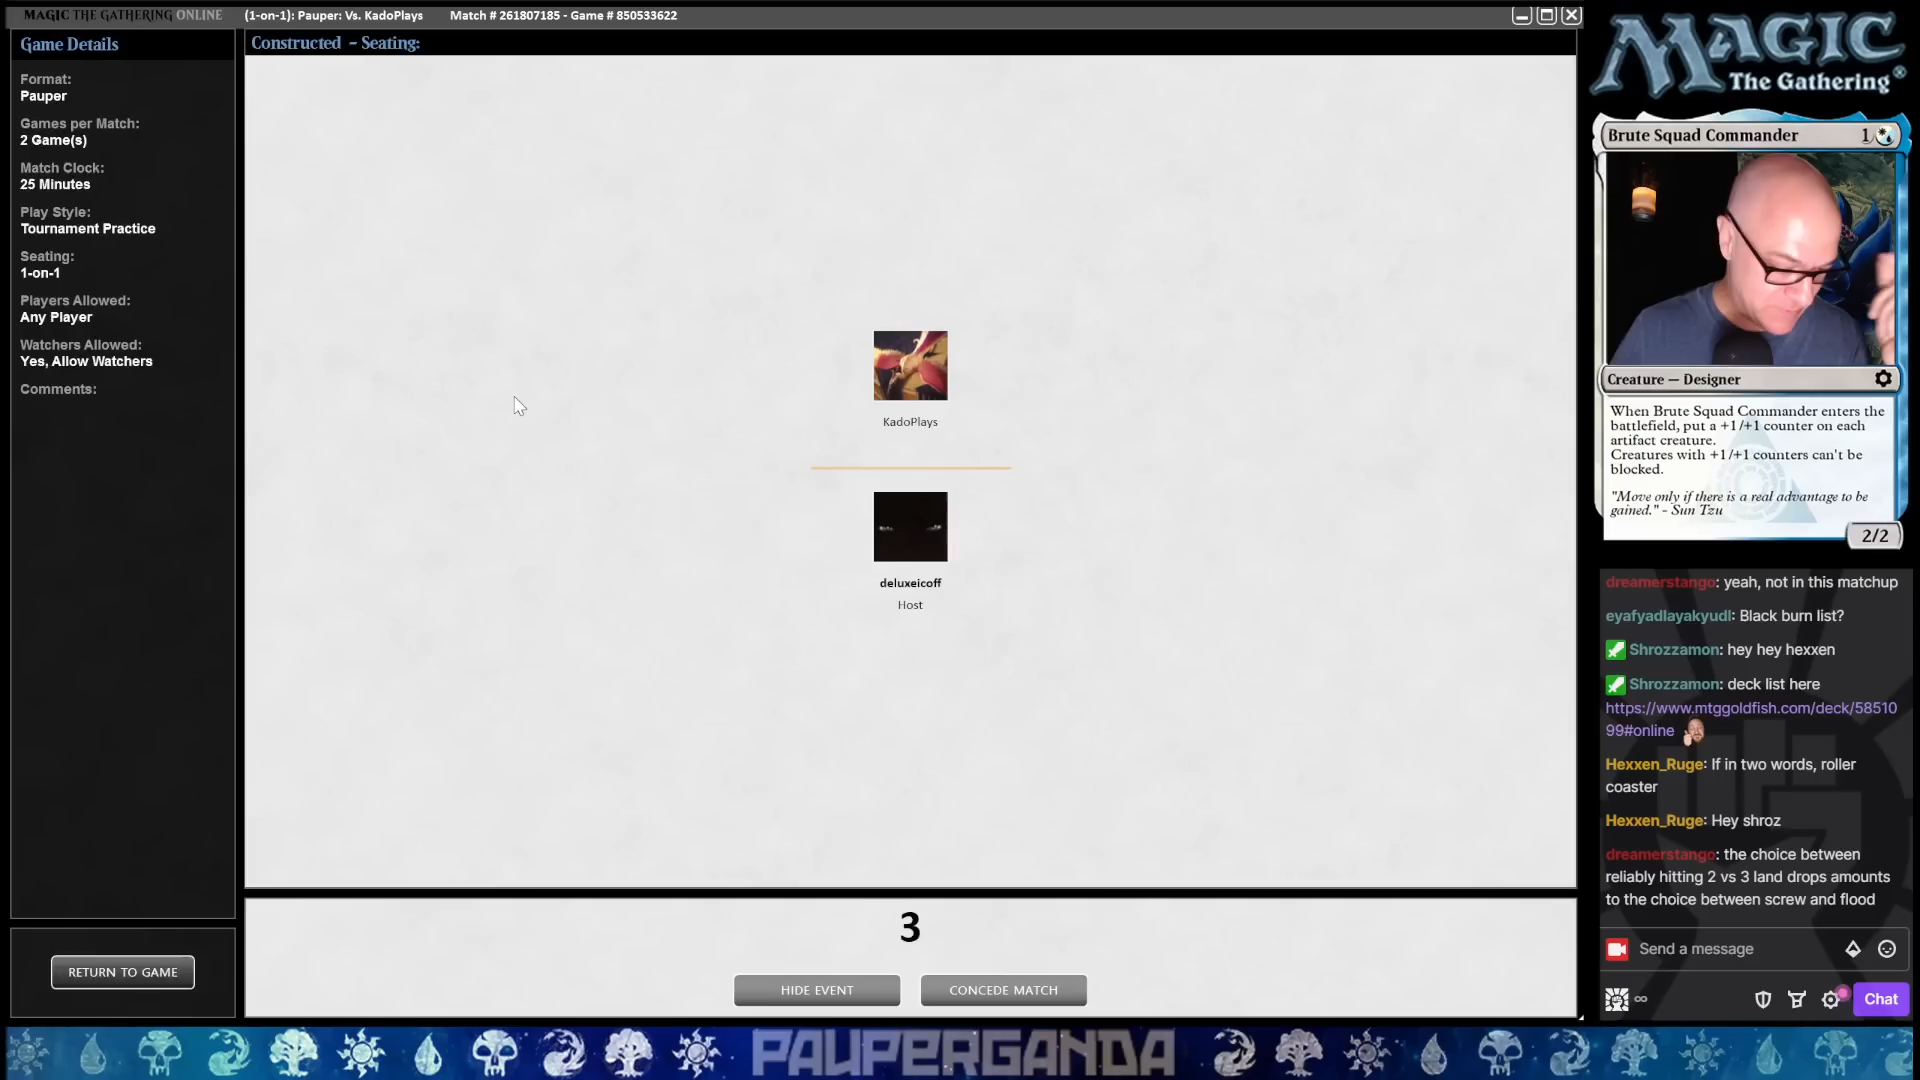 MAGIC THE GATHERING ONLINE
(1-on-1): Pauper: Vs. KadoPlays
Match # 261807185 - Game # 850533622
Game Details
Format:
Pauper
Games per Match:
2 Game(s)
Match Clock:
25 Minutes
Play Style:
Tournament Practice
Seating:
1-on-1
Players Allowed:
Any Player
Watchers Allowed:
Yes, Allow Watchers
Comments:
RETURN TO GAME
Constructed - Seating:
KadoPlays
deluxeicoff
Host
3
HIDE EVENT
CONCEDE MATCH
MAGIC
The Gathering®
Brute Squad Commander 1
Creature — Designer
When Brute Squad Commander enters the
battlefield, put a +1/+1 counter on each
artifact creature.
Creatures with +1/+1 counters can't be
blocked.
"Move only if there is a real advantage to be
gained." - Sun Tzu
2/2
dreamerstango: yeah, not in this matchup
eyafyadlayakyudl: Black burn list?
Shrozzamon: hey hey hexxen
Shrozzamon: deck list here
https://www.mtggoldfish.com/deck/58510
99#online
Hexxen_Ruge: If in two words, roller
coaster
Hexxen_Ruge: Hey shroz
dreamerstango: the choice between
reliably hitting 2 vs 3 land drops amounts
to the choice between screw and flood
Send a message
∞
Chat
PAUPERGANDA